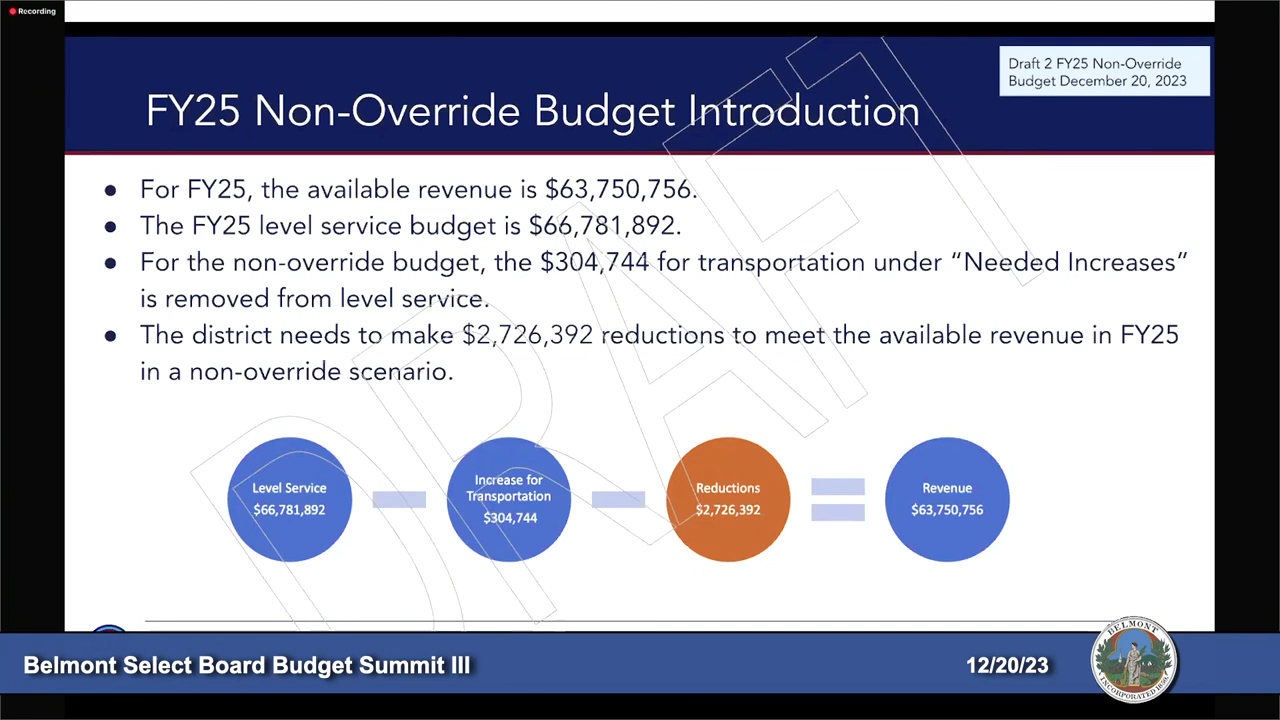 Recording
Draft 2 FY25 Non-Override
Budget December 20, 2023
FY25 Non-Override Budget Introduction
● For FY25, the available revenue is $63,750,756.
● The FY25 level service budget is $66,781,892.
● For the non-override budget, the $304,744 for transportation under “Needed Increases”
is removed from level service.
● The district needs to make $2,726,392 reductions to meet the available revenue in FY25
in a non-override scenario.
DRAFT
Level Service
$66,781,892
Increase for
Transportation
$304,744
Reductions
$2,726,392
Revenue
$63,750,756
Belmont Select Board Budget Summit III
12/20/23
BELMONT
INCORPORATED 1859